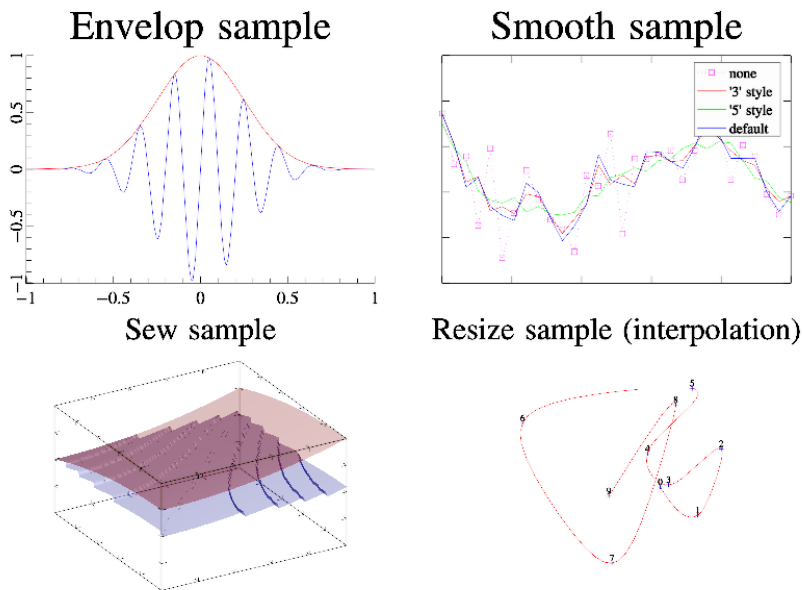 Envelop sample
1
0.5
0
−0.5
−1
−1
−0.5
0
0.5
1
Smooth sample
none
'3' style
'5' style
default
Sew sample
Resize sample (interpolation)
5
8
6
2
4
0
3
9
1
7